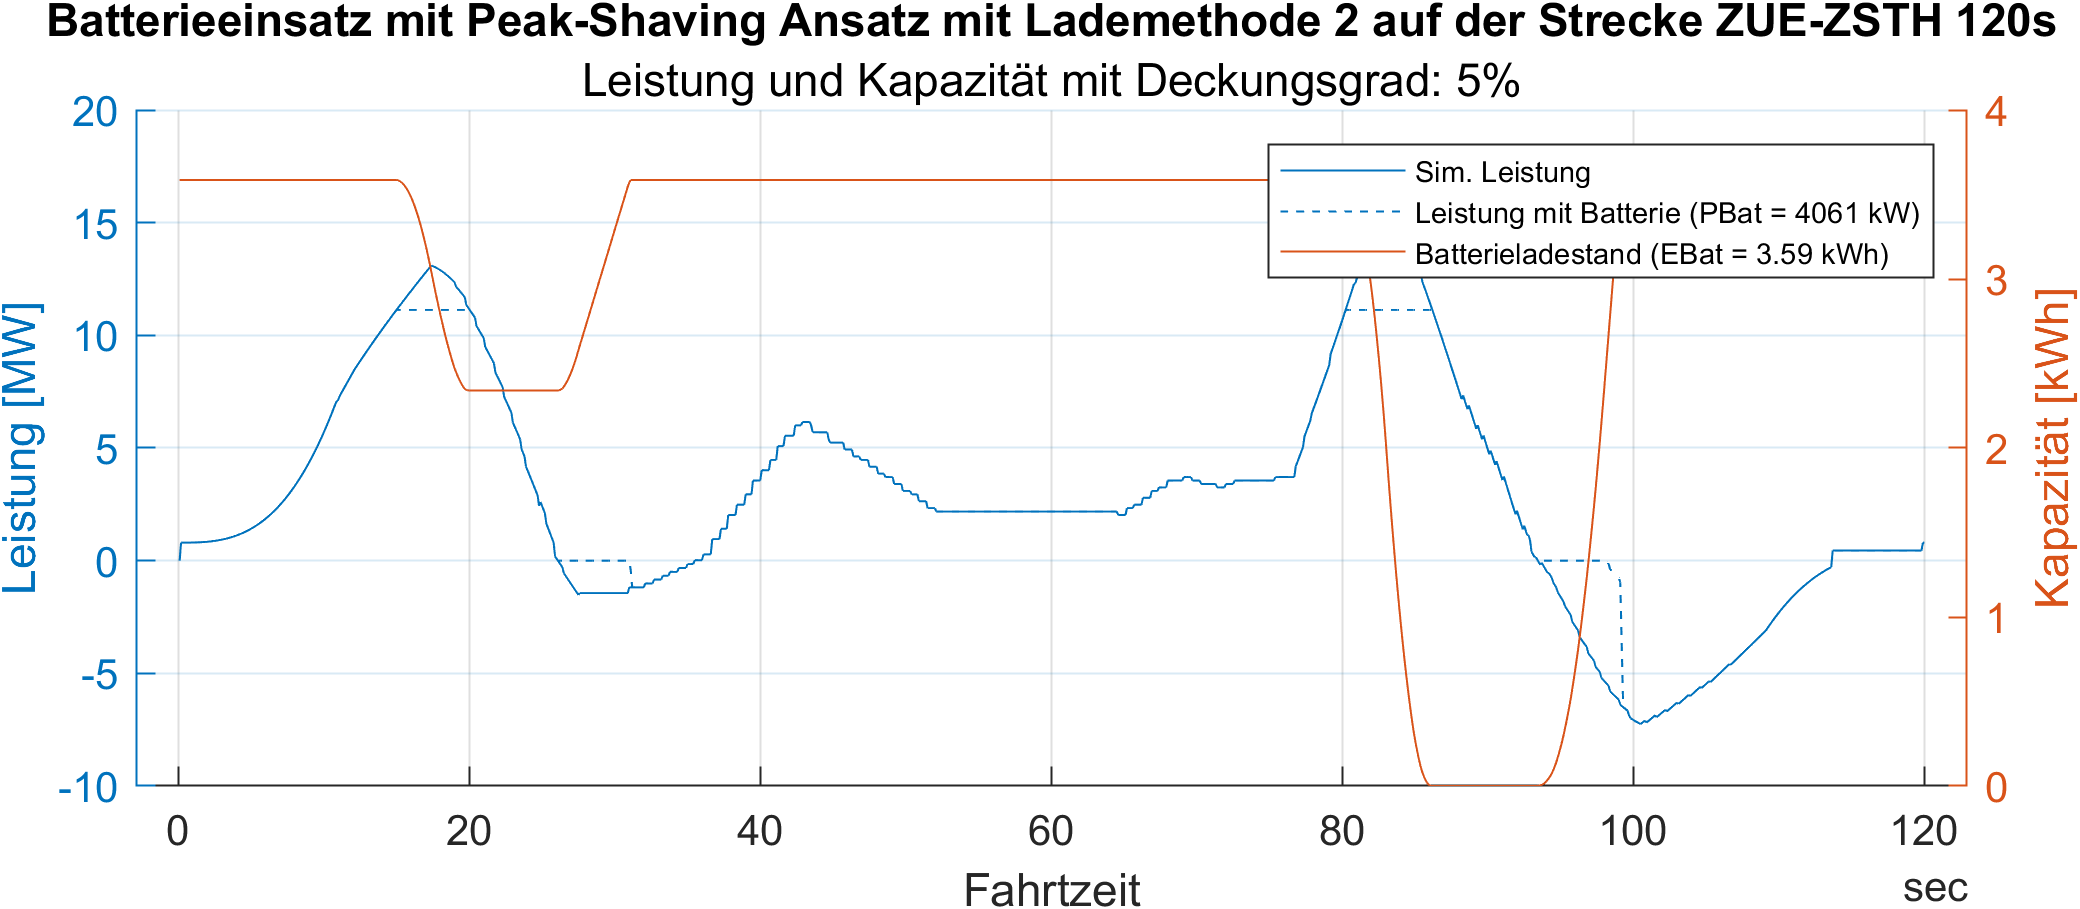 Batterieeinsatz mit Peak-Shaving Ansatz mit Lademethode 2 auf der Strecke ZUE-ZSTH 120s
Leistung und Kapazität mit Deckungsgrad: 5%
20
15
10
5
0
-5
-10
Leistung [MW]
Sim. Leistung
Leistung mit Batterie (PBat = 4061 kW)
Batterieladestand (EBat = 3.59 kWh)
4
3
2
1
0
Kapazität [kWh]
0 20 40 60 80 100 120
Fahrtzeit
sec